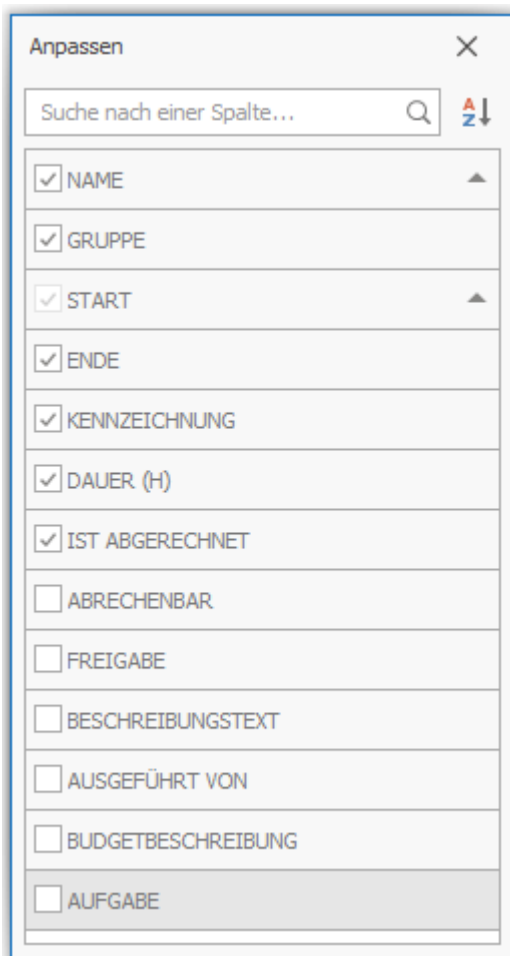 Anpassen
Suche nach einer Spalte...
A
Z
NAME
GRUPPE
START
ENDE
KENNZEICHNUNG
DAUER (H)
IST ABGERECHNET
ABRECHENBAR
FREIGABE
BESCHREIBUNGSTEXT
AUSGEFÜHRT VON
BUDGETBESCHREIBUNG
AUFGABE